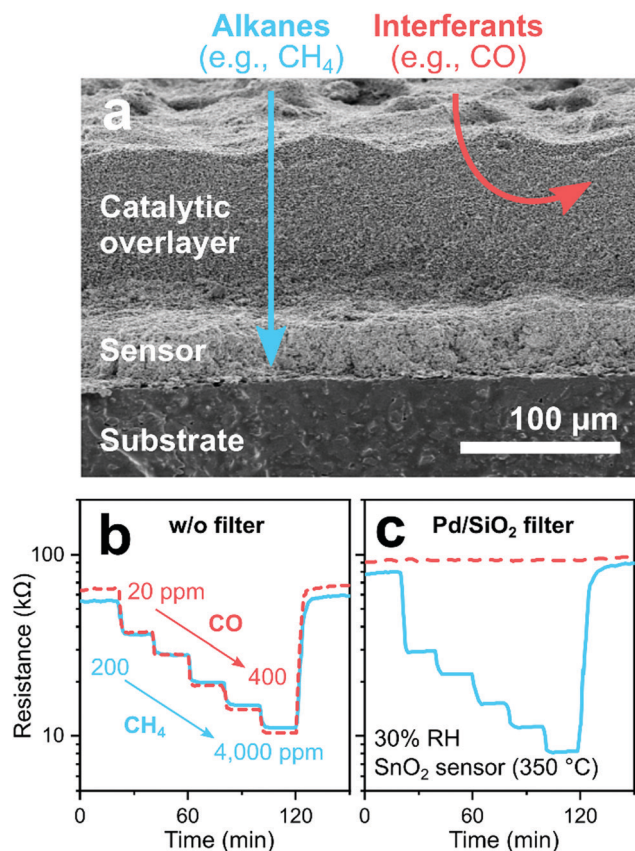 Alkanes
(e.g., CH₄)
Interferants
(e.g., CO)
a
Catalytic
overlayer
Sensor
Substrate
100 µm
b
w/o filter
c
Pd/SiO₂ filter
Resistance (kΩ)
100
10
20 ppm
CO
400
200
CH₄
4,000 ppm
30% RH
SnO₂ sensor (350 °C)
0
60
120
0
60
120
Time (min)
Time (min)